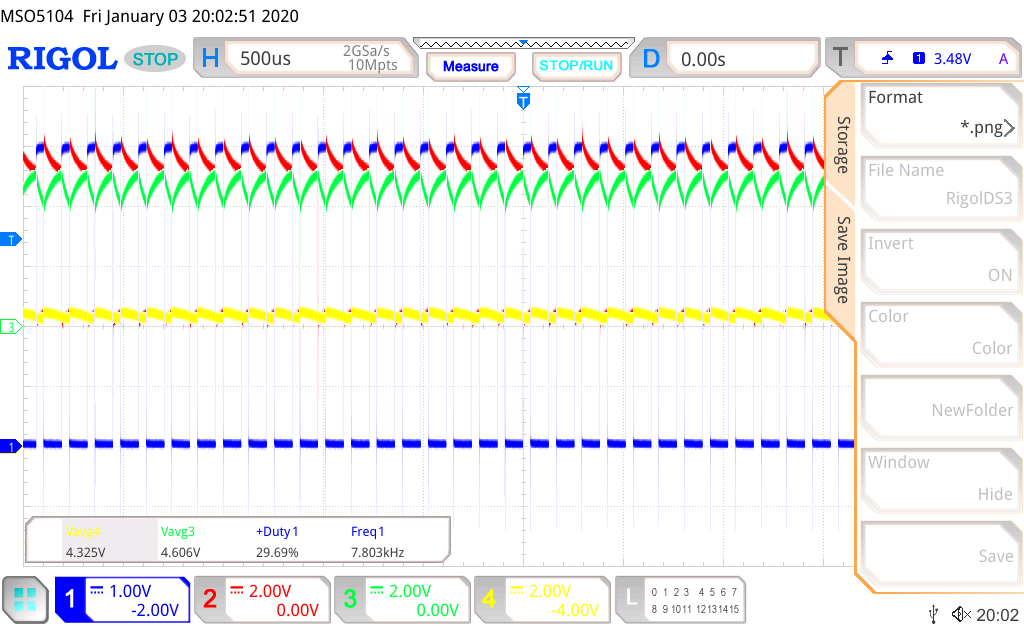 MSO5104 Fri January 03 20:02:51 2020
RIGOL STOP H 500us 2GSa/s 10Mpts Measure STOP/RUN D 0.00s T 1 3.48V A
T
Format
*.png
Storage
File Name
RigolDS3
Save Image
Invert
ON
T
Color
Color
3
NewFolder
1
Window
Hide
Vavg4 Vavg3 +Duty1 Freq1
4.325V 4.606V 29.69% 7.803kHz
Save
1 1.00V -2.00V
2 2.00V 0.00V
3 2.00V 0.00V
4 2.00V -4.00V
L 0 1 2 3 4 5 6 7
8 9 10 11 12 13 14 15
20:02